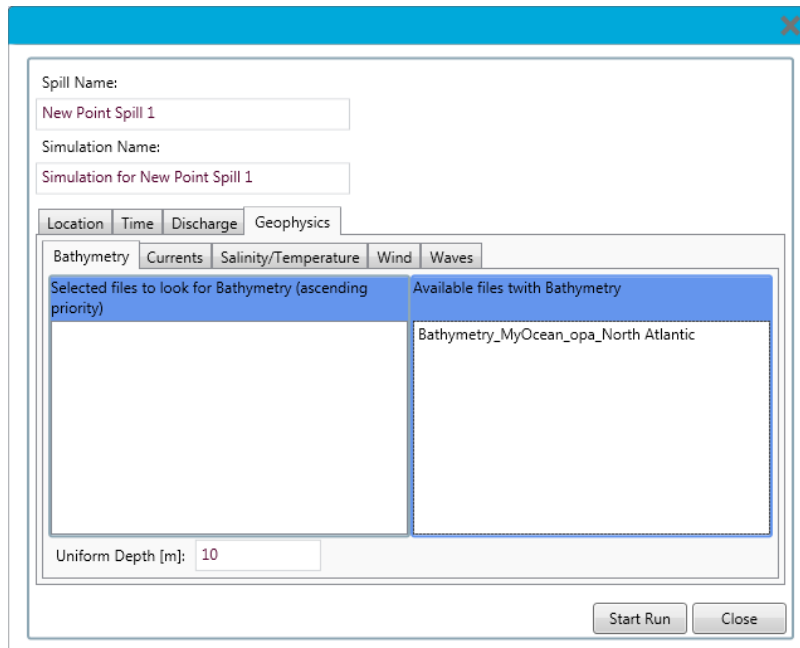 Spill Name:
New Point Spill 1
Simulation Name:
Simulation for New Point Spill 1
Location Time Discharge Geophysics
Bathymetry Currents Salinity/Temperature Wind Waves
Selected files to look for Bathymetry (ascending
priority)
Available files twith Bathymetry
Bathymetry_MyOcean_opa_North Atlantic
Uniform Depth [m]: 10
Start Run Close